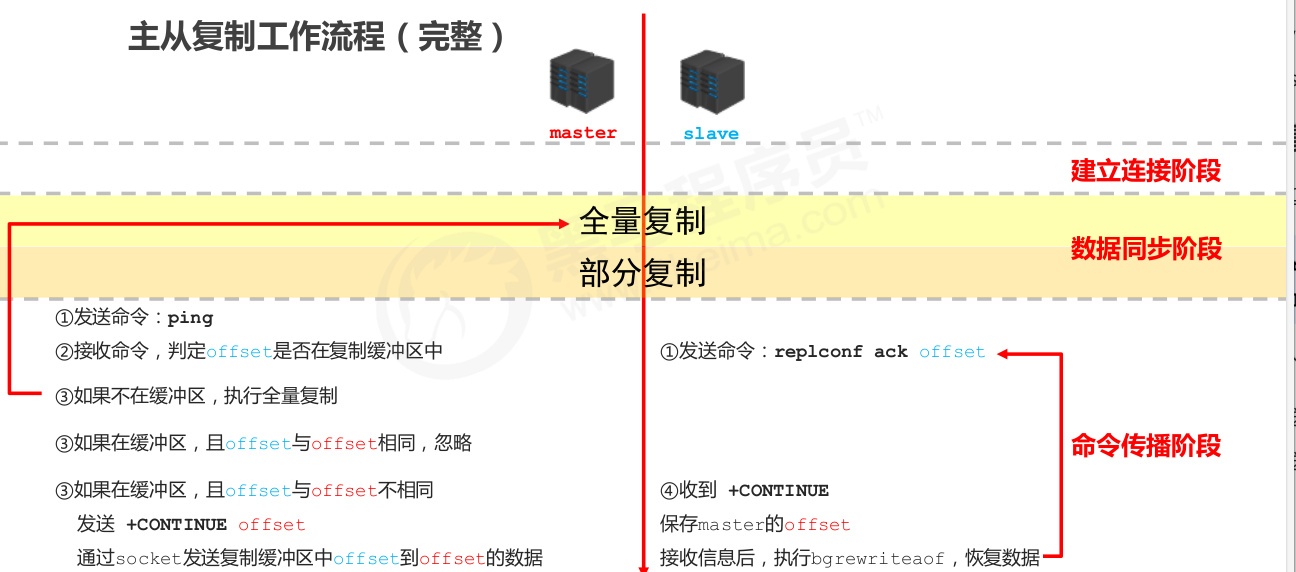 主从复制工作流程（完整）
master
slave
建立连接阶段
全量复制
数据同步阶段
部分复制
①发送命令：ping
②接收命令，判定offset是否在复制缓冲区中
①发送命令：replconf ack offset
③如果不在缓冲区，执行全量复制
③如果在缓冲区，且offset与offset相同，忽略
命令传播阶段
③如果在缓冲区，且offset与offset不相同
④收到 +CONTINUE
发送 +CONTINUE offset
保存master的offset
通过socket发送复制缓冲区中offset到offset的数据
接收信息后，执行bgrewriteaof，恢复数据